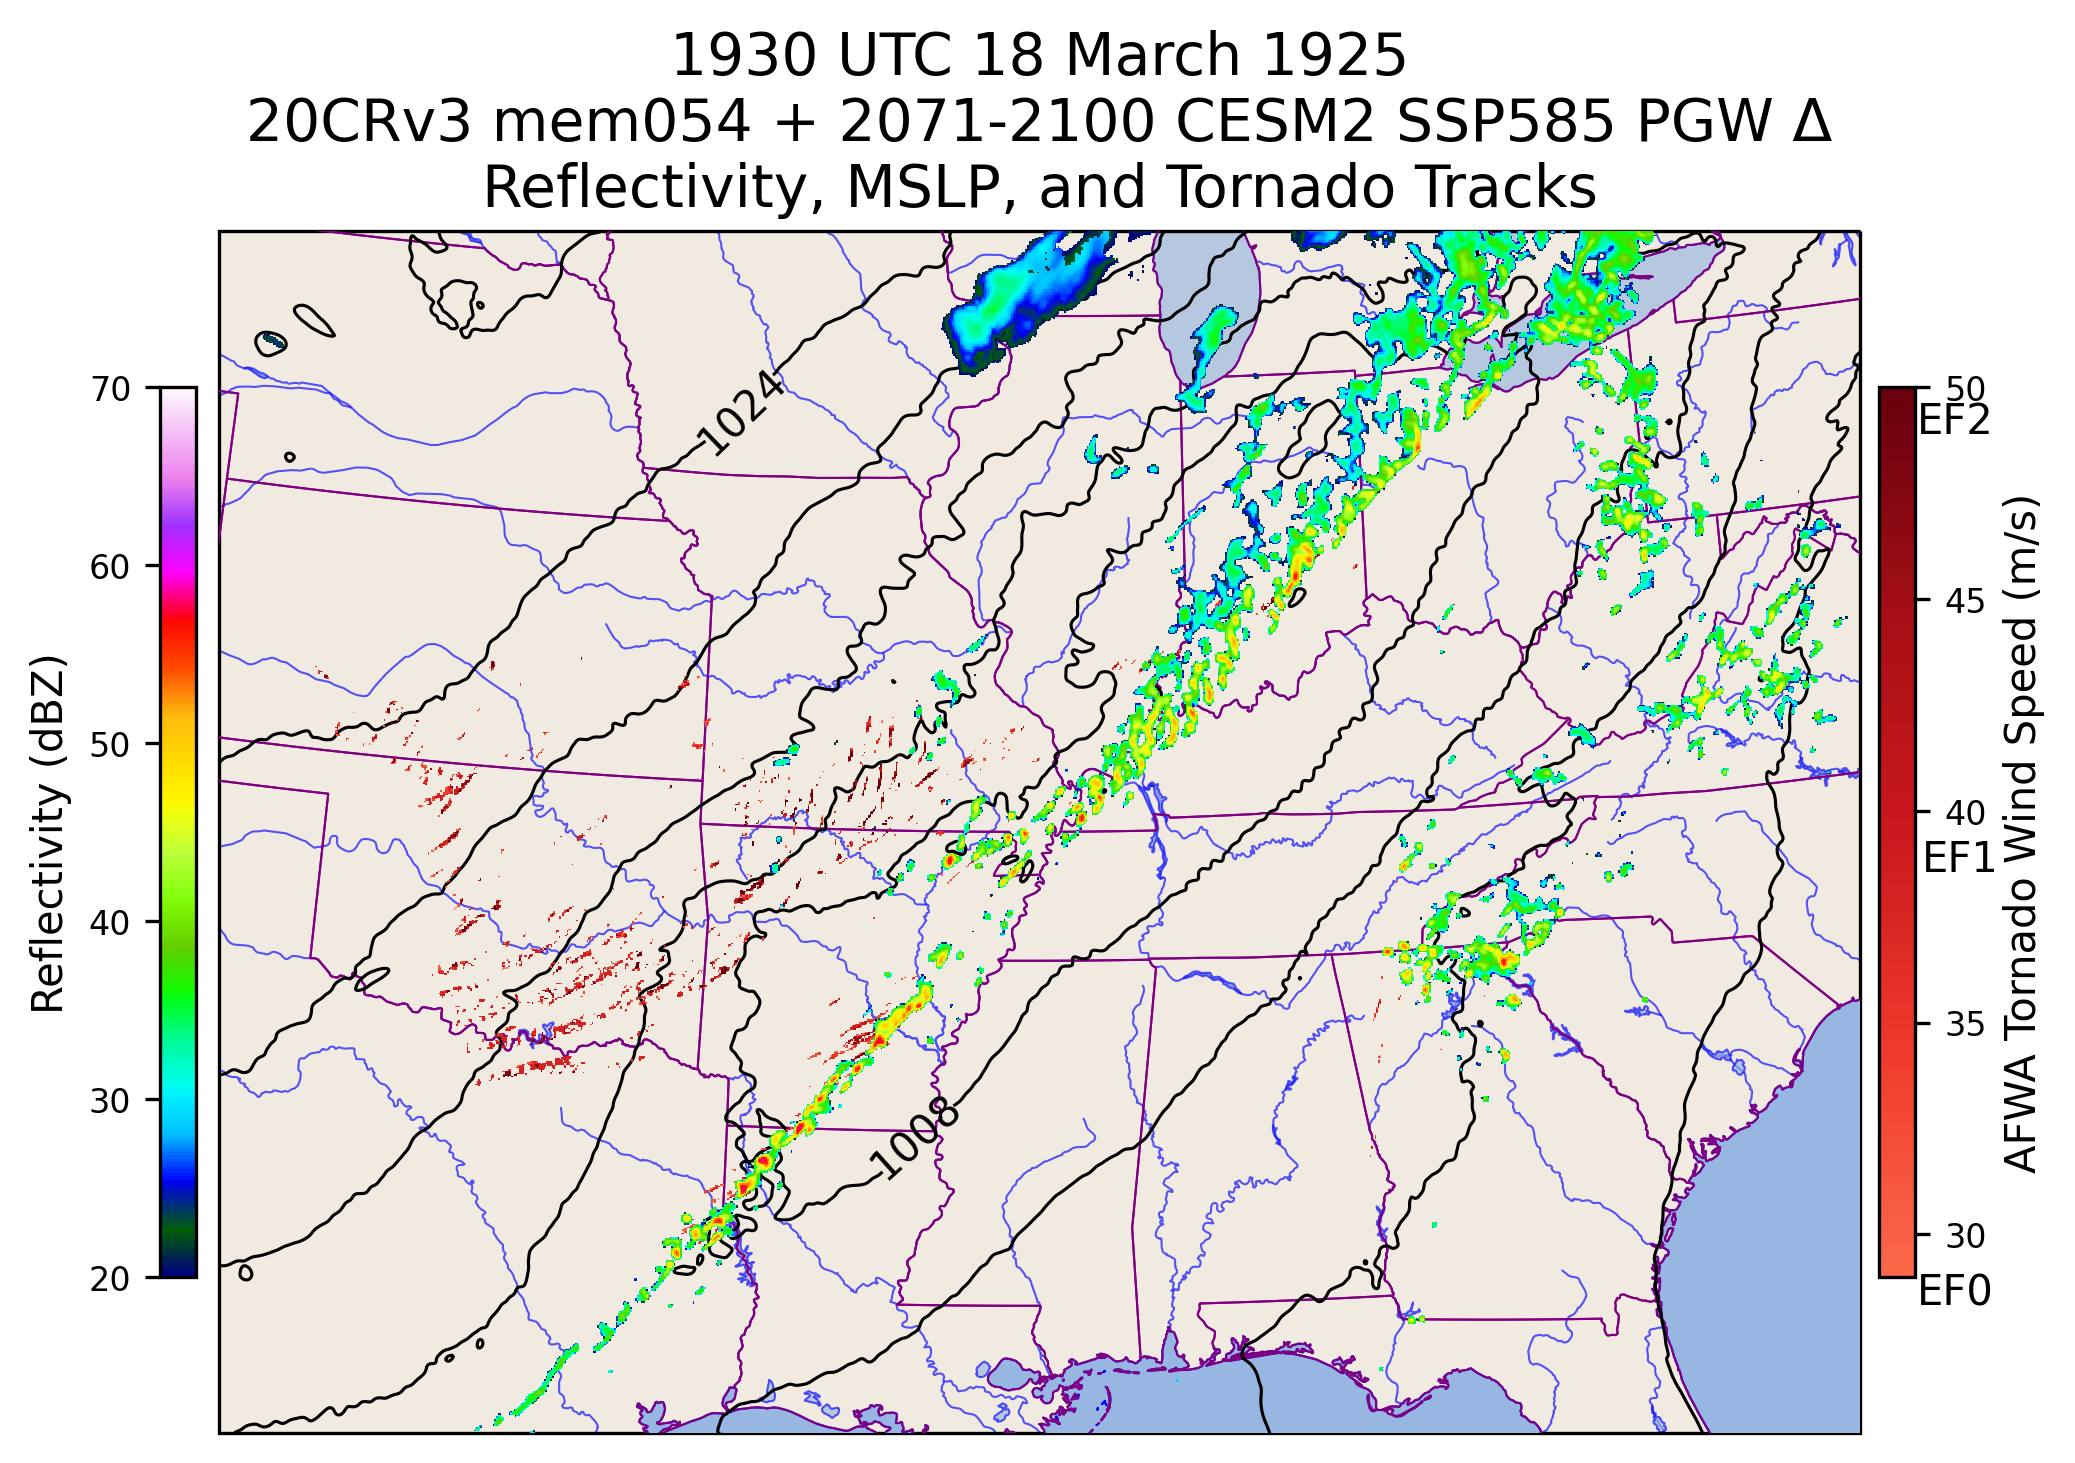 1930 UTC 18 March 1925
20CRv3 mem054 + 2071-2100 CESM2 SSP585 PGW Δ
Reflectivity, MSLP, and Tornado Tracks
Reflectivity (dBZ)
70
60
50
40
30
20
1024
1008
50
EF2
45
40
EF1
35
30
EF0
AFWA Tornado Wind Speed (m/s)